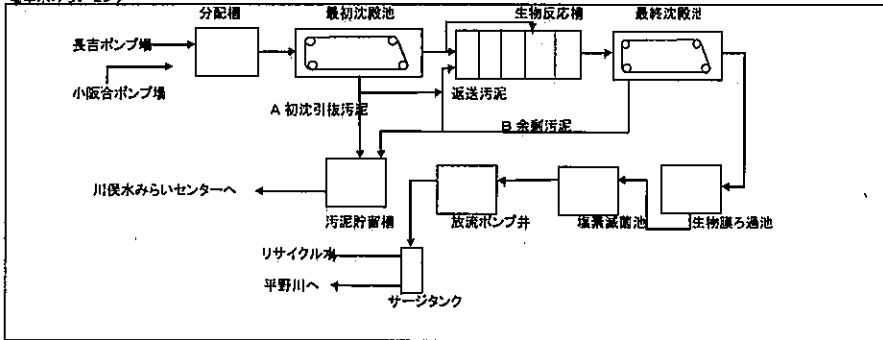 分配槽
最初沈殿池
生物反応槽
最終沈殿池
長吉ポンプ場
小阪合ポンプ場
A 初沈引抜汚泥
返送汚泥
B 余剰汚泥
川俣水みらいセンターへ
汚泥貯留槽
放流ポンプ井
塩素滅菌池
生物膜ろ過池
リサイクル水
平野川へ
サージタンク